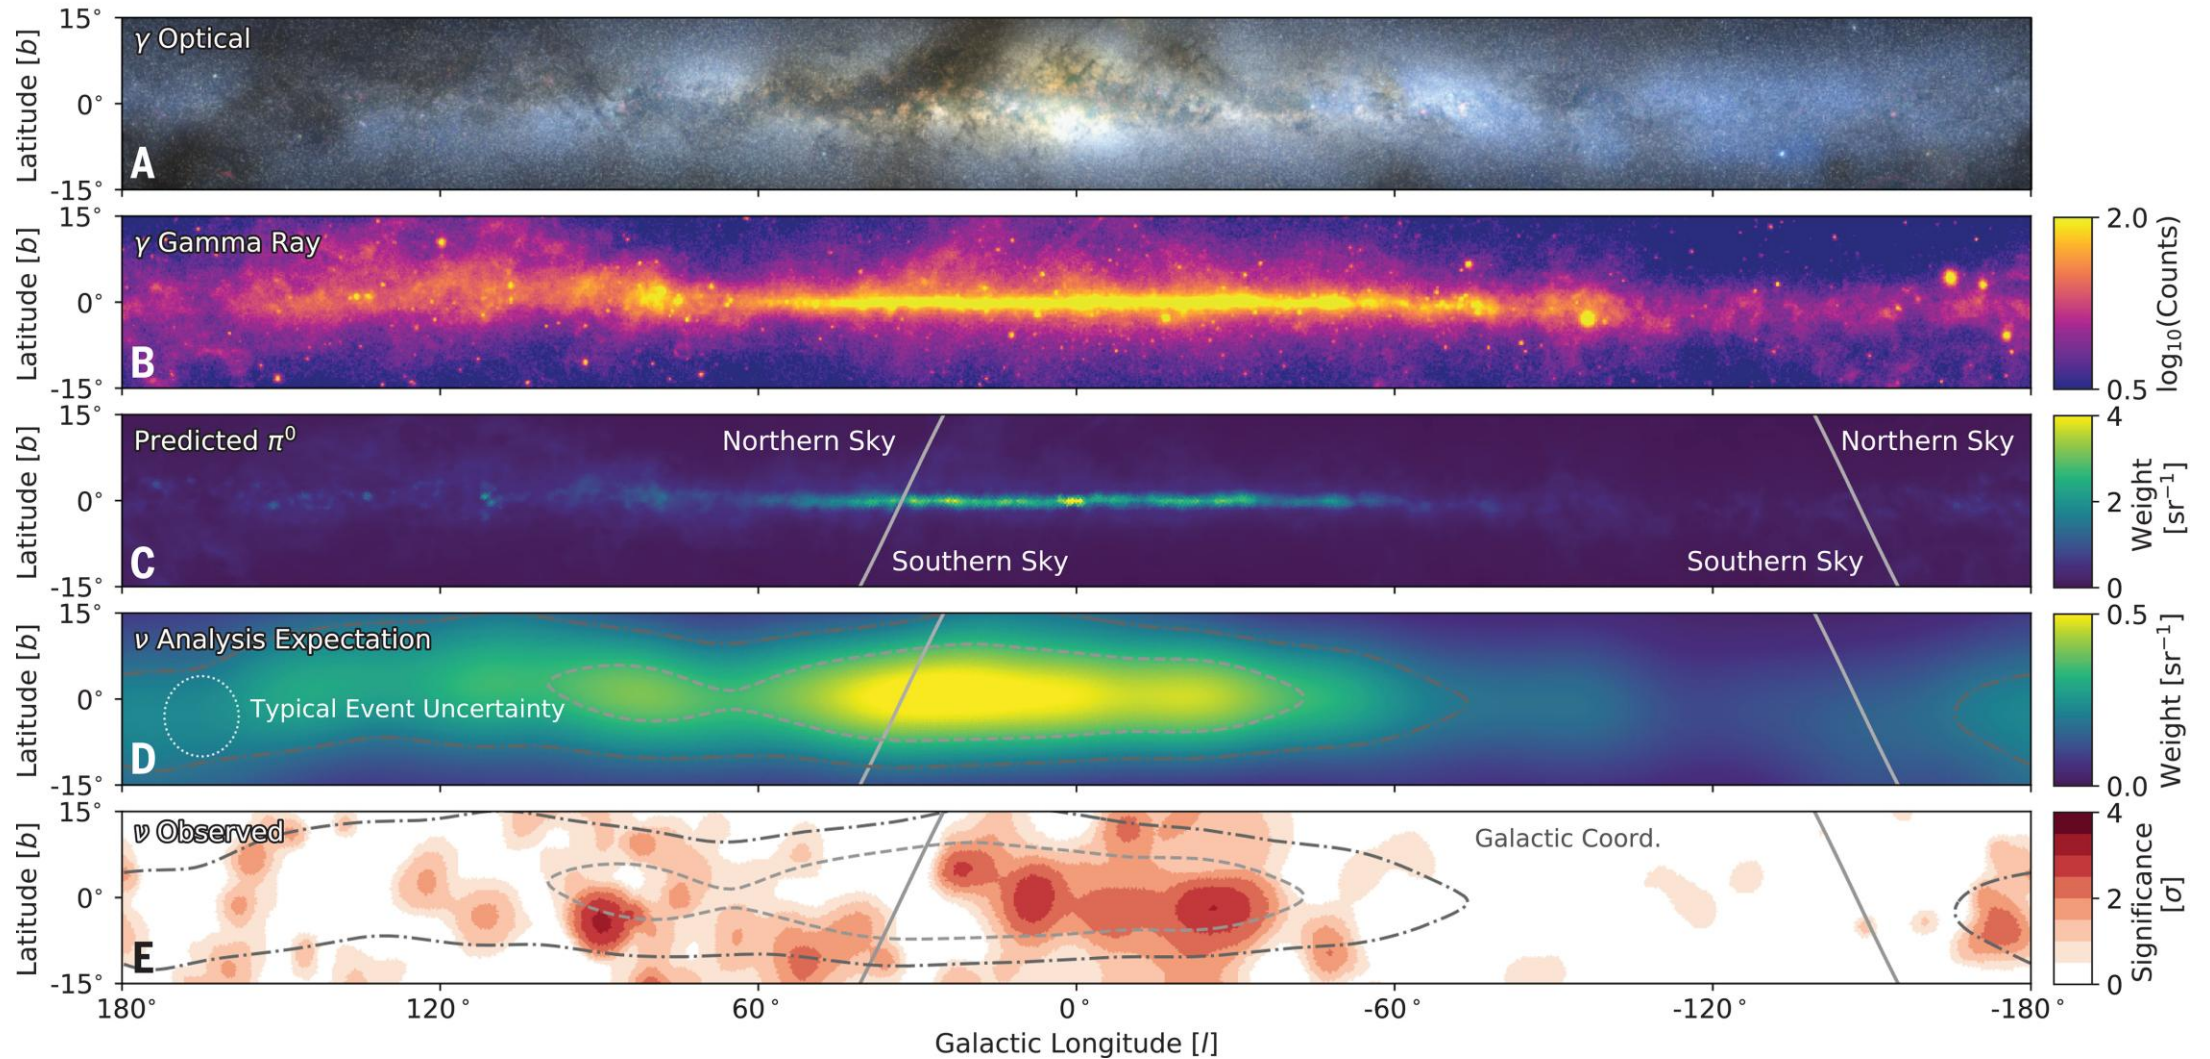 15°
γ Optical
Latitude [b]
0°
A
-15°
15°
γ Gamma Ray
Latitude [b]
0°
B
-15°
2.0
log₁₀(Counts)
0.5
15°
Predicted π⁰
Northern Sky
Northern Sky
Latitude [b]
0°
Southern Sky
Southern Sky
C
-15°
4
2
0
Weight
[sr⁻¹]
15°
ν Analysis Expectation
Latitude [b]
0°
Typical Event Uncertainty
D
-15°
0.5
Weight [sr⁻¹]
0.0
15°
ν Observed
Galactic Coord.
Latitude [b]
0°
E
-15°
4
2
0
Significance
[σ]
180° 120° 60° 0° -60° -120° -180°
Galactic Longitude [l]